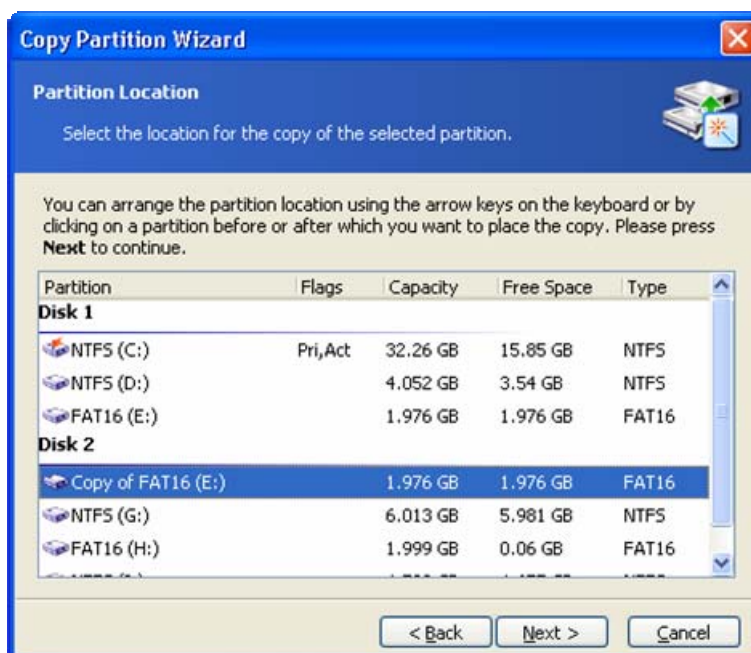 Copy Partition Wizard
Partition Location
Select the location for the copy of the selected partition.
You can arrange the partition location using the arrow keys on the keyboard or by
clicking on a partition before or after which you want to place the copy. Please press
Next to continue.
Partition Flags Capacity Free Space Type
Disk 1
NTFS (C:) Pri,Act 32.26 GB 15.85 GB NTFS
NTFS (D:) 4.052 GB 3.54 GB NTFS
FAT16 (E:) 1.976 GB 1.976 GB FAT16
Disk 2
Copy of FAT16 (E:) 1.976 GB 1.976 GB FAT16
NTFS (G:) 6.013 GB 5.981 GB NTFS
FAT16 (H:) 1.999 GB 0.06 GB FAT16
< Back Next > Cancel